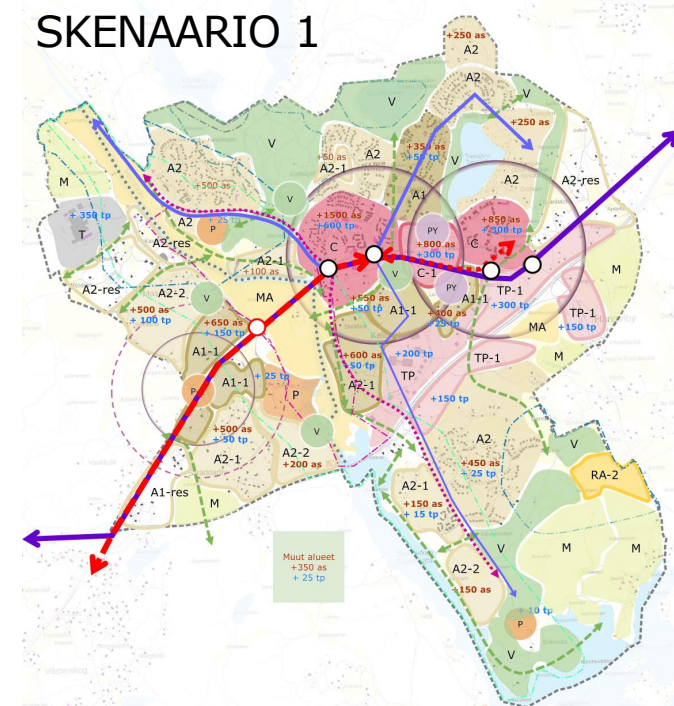 SKENAARIO 1
+250 as
A2
A2
V
V
V
+250 as
A2
A2-res
+350 as
+50 tp
A1
+50 as
A2
A2-1
V
A2
+500 as
M
+ 350 tp
T
A2
+ 25 tp
P
V
A2-res
+1500 as
+600 tp
C
PY
+800 as
+300 tp
C-1
+850 as
+300 tp
C
A2-1
+100 as
V
PY
A1-1
TP-1
+300 tp
M
A2-res
A2-2
V
MA
+550 as
+50 tp
A1-1
+400 as
+25 tp
MA
TP-1
+150 tp
+500 as
+ 100 tp
+650 as
+ 150 tp
A1-1
+600 as
50 tp
A2-1
+200 tp
TP
TP-1
M
A1-1
+ 25 tp
P
+150 tp
+500 as
+ 50 tp
V
A2-1
A2-2
+200 as
A2
+450 as
+ 25 tp
V
RA-2
A1-res
M
A2-1
+150 as
+ 15 tp
V
M
M
Muut alueet
+350 as
+ 25 tp
A2-2
+150 as
+ 10 tp
P
V